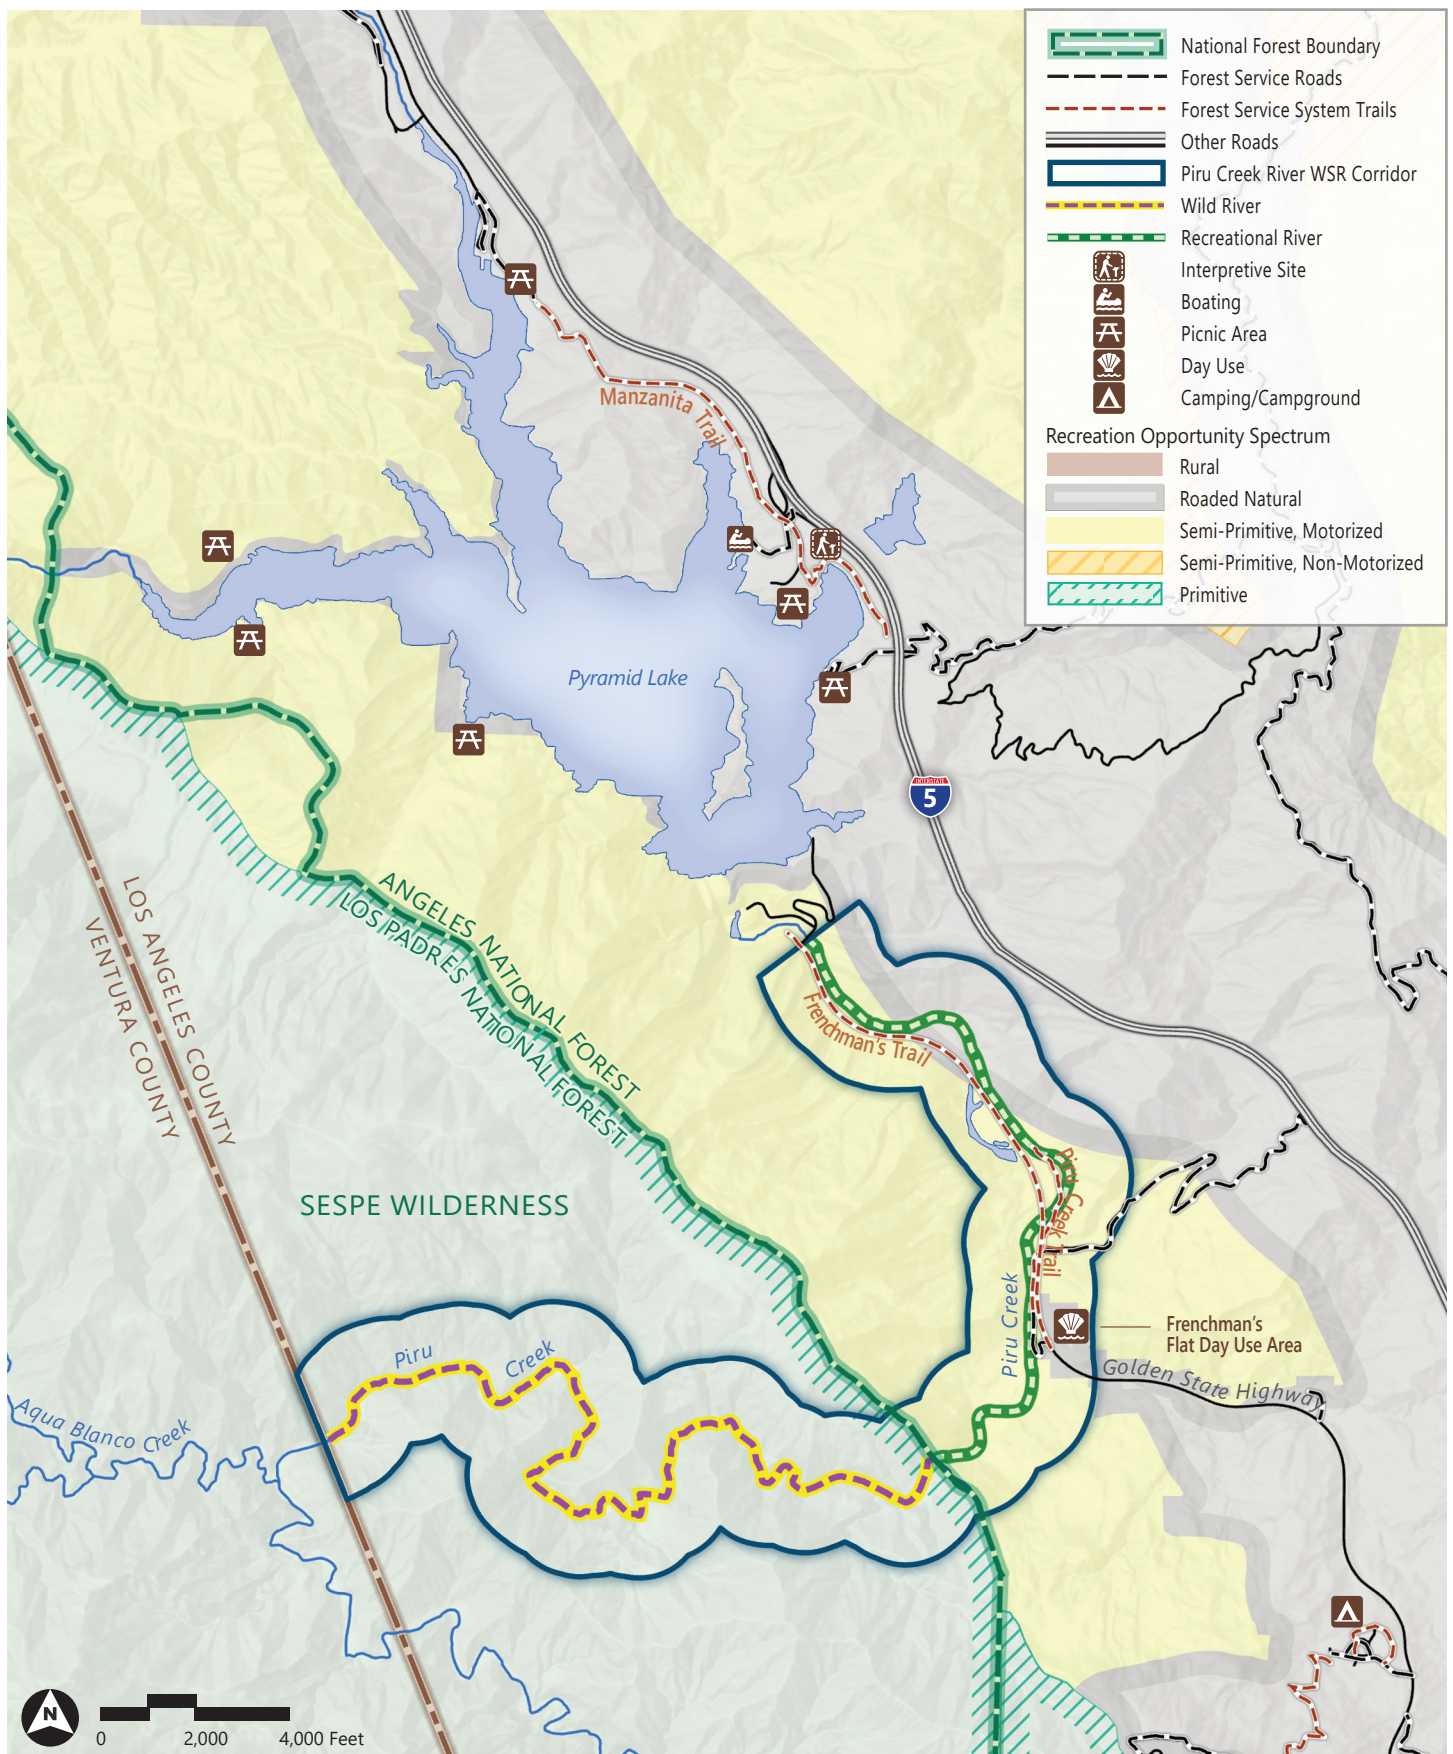 National Forest Boundary
Forest Service Roads
Forest Service System Trails
Other Roads
Piru Creek River WSR Corridor
Wild River
Recreational River
Interpretive Site
Boating
Picnic Area
Day Use
Camping/Campground
Recreation Opportunity Spectrum
Rural
Roaded Natural
Semi-Primitive, Motorized
Semi-Primitive, Non-Motorized
Primitive
Manzanita Trail
Pyramid Lake
INTERSTATE
5
ANGELES NATIONAL FOREST
LOS PADRES NATIONAL FOREST
LOS ANGELES COUNTY
VENTURA COUNTY
Frenchman's Trail
Piru Creek Trail
SESPE WILDERNESS
Piru Creek
Frenchman's
Flat Day Use Area
Golden State Highway
Piru Creek
Aqua Blanco Creek
N
0 2,000 4,000 Feet